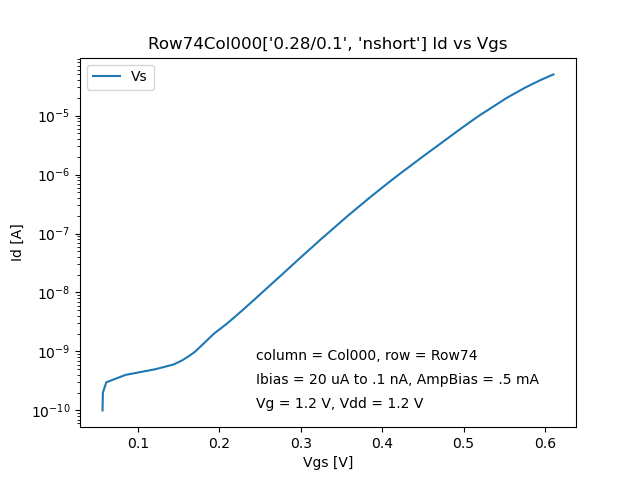 Row74Col000['0.28/0.1', 'nshort'] Id vs Vgs
Vs
10⁻⁵
10⁻⁶
10⁻⁷
10⁻⁸
10⁻⁹
10⁻¹⁰
Id [A]
column = Col000, row = Row74
Ibias = 20 uA to .1 nA, AmpBias = .5 mA
Vg = 1.2 V, Vdd = 1.2 V
0.1 0.2 0.3 0.4 0.5 0.6
Vgs [V]